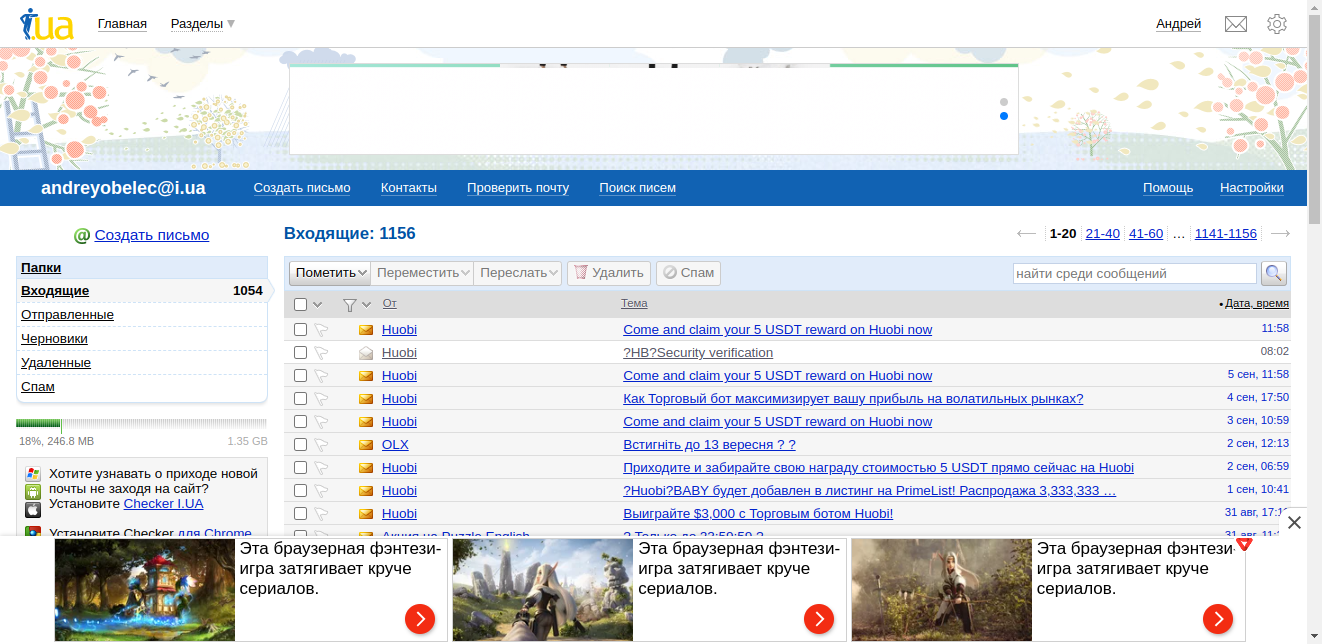 i.ua Главная Разделы Андрей
andreyobelec@i.ua Создать письмо Контакты Проверить почту Поиск писем Помощь Настройки
@ Создать письмо
Папки
Входящие 1054
Отправленные
Черновики
Удаленные
Спам
18%, 246.8 MB 1.35 GB
Хотите узнавать о приходе новой
почты не заходя на сайт?
Установите Checker I.UA
Установите Checker для Chrome
Входящие: 1156 1-20 21-40 41-60 … 1141-1156
Пометить Переместить Переслать Удалить Спам найти среди сообщений
От Тема Дата, время
Huobi Come and claim your 5 USDT reward on Huobi now 11:58
Huobi ?HB?Security verification 08:02
Huobi Come and claim your 5 USDT reward on Huobi now 5 сен, 11:58
Huobi Как Торговый бот максимизирует вашу прибыль на волатильных рынках? 4 сен, 17:50
Huobi Come and claim your 5 USDT reward on Huobi now 3 сен, 10:59
OLX Встигніть до 13 вересня ? ? 2 сен, 12:13
Huobi Приходите и забирайте свою награду стоимостью 5 USDT прямо сейчас на Huobi 2 сен, 06:59
Huobi ?Huobi?BABY будет добавлен в листинг на PrimeList! Распродажа 3,333,333 … 1 сен, 10:41
Huobi Выиграйте $3,000 с Торговым ботом Huobi! 31 авг,
Акция на Puzzle English ? Только до 23:59:59 ? 31 авг,
Эта браузерная фэнтези-
игра затягивает круче
сериалов.
Эта браузерная фэнтези-
игра затягивает круче
сериалов.
Эта браузерная фэнтези-
игра затягивает круче
сериалов.